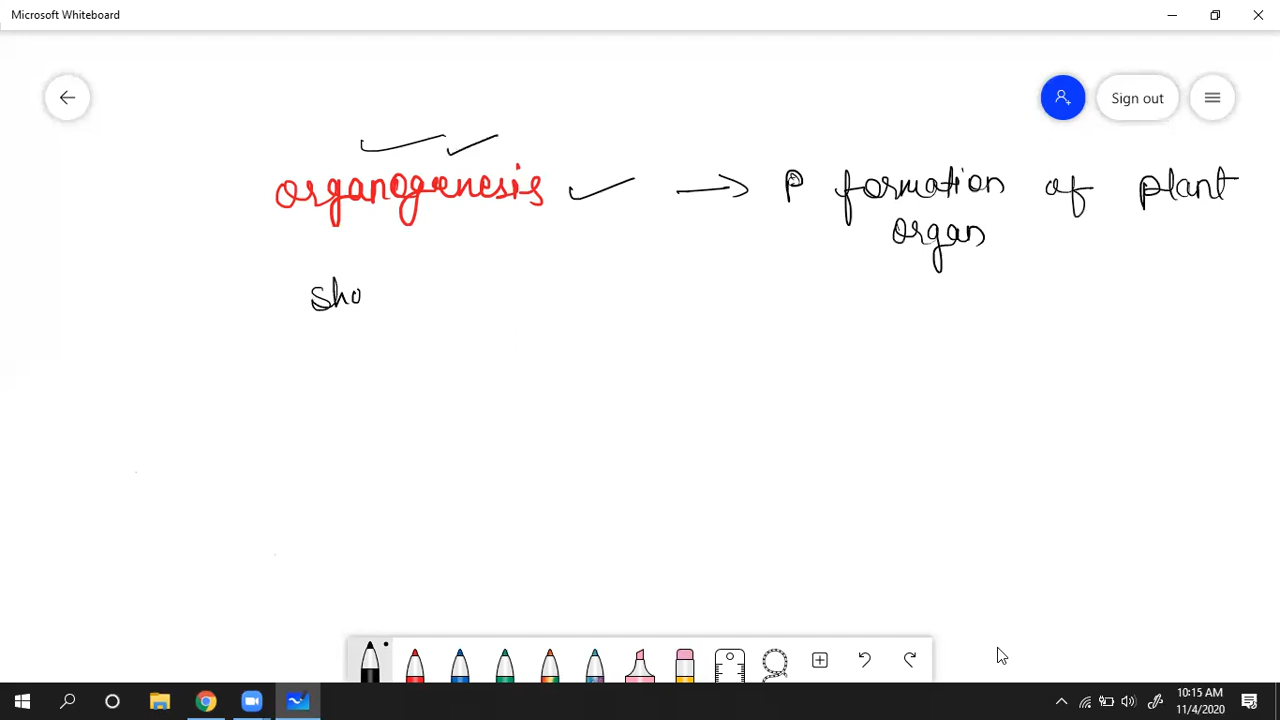 Microsoft Whiteboard
Sign out
organogenesis → P formation of plant
organ
sho
10:15 AM
11/4/2020